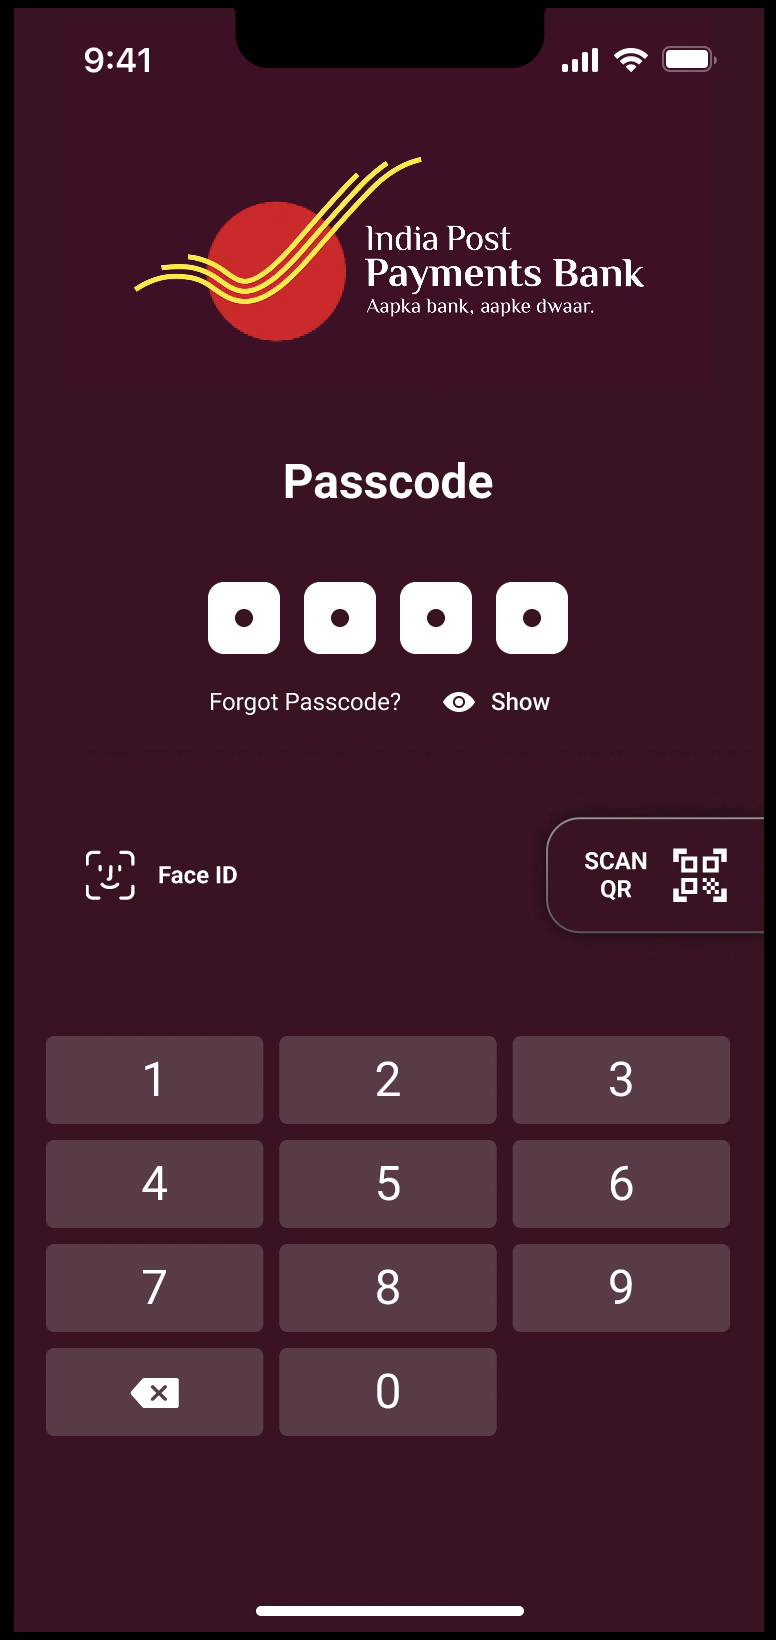 9:41
India Post
Payments Bank
Aapka bank, aapke dwaar.
Passcode
Forgot Passcode? Show
Face ID
SCAN
QR
1 2 3
4 5 6
7 8 9
0